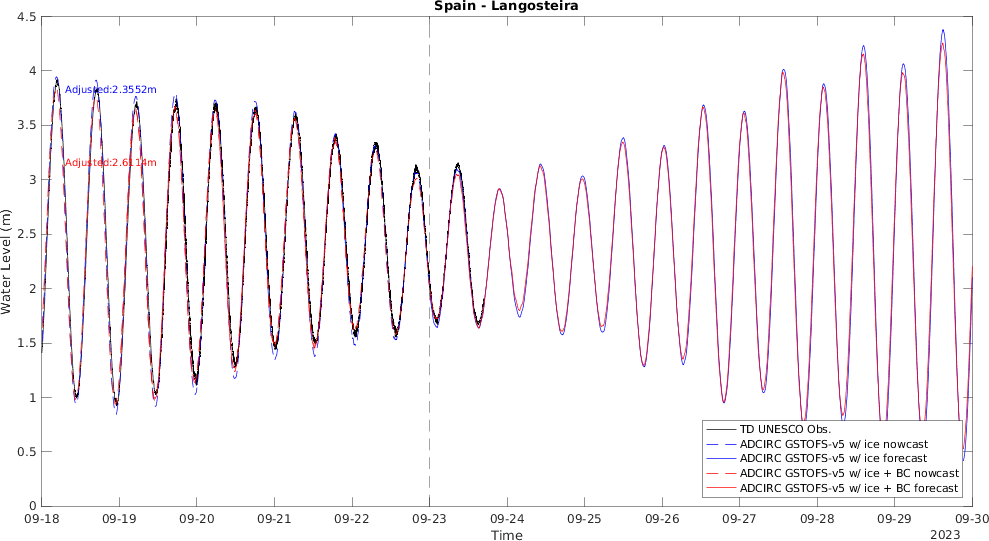 Spain - Langosteira
4.5
4
3.5
3
2.5
2
1.5
1
0.5
0
Water Level (m)
Adjusted:2.3552m
Adjusted:2.6114m
TD UNESCO Obs.
ADCIRC GSTOFS-v5 w/ ice nowcast
ADCIRC GSTOFS-v5 w/ ice forecast
ADCIRC GSTOFS-v5 w/ ice + BC nowcast
ADCIRC GSTOFS-v5 w/ ice + BC forecast
09-18 09-19 09-20 09-21 09-22 09-23 09-24 09-25 09-26 09-27 09-28 09-29 09-30
Time
2023